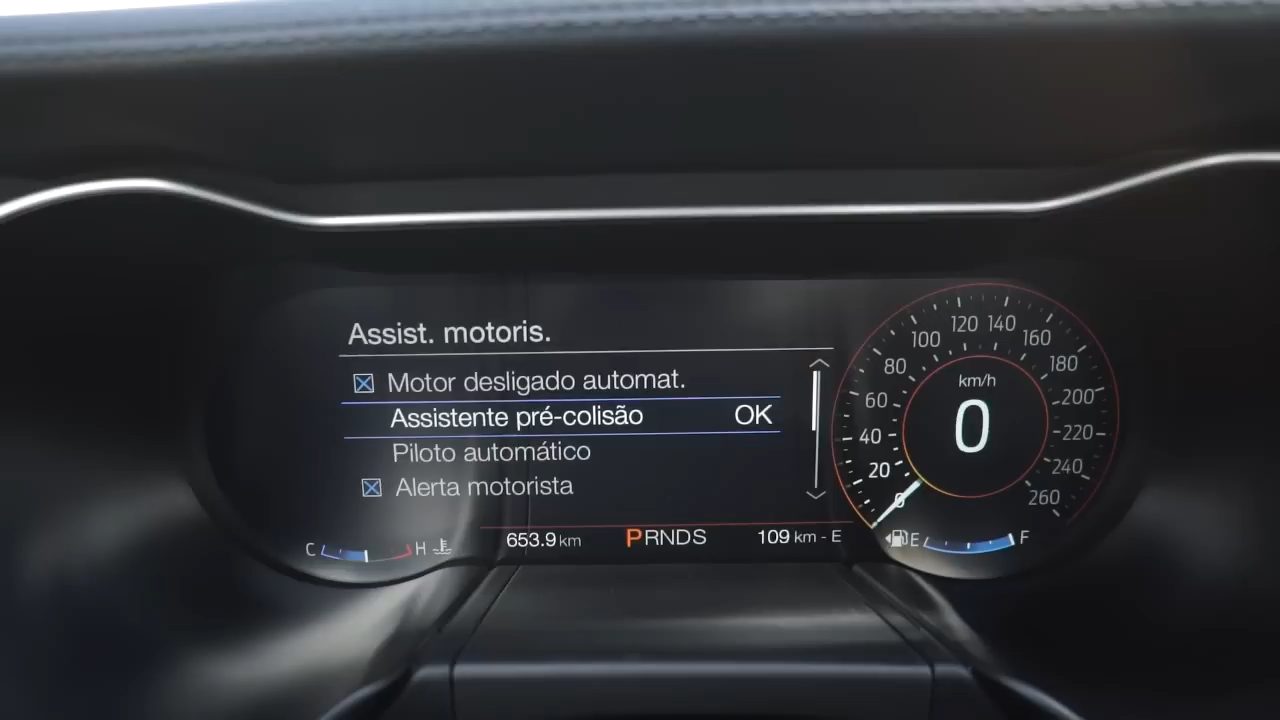 Assist. motoris.
Motor desligado automat.
Assistente pré-colisão OK
Piloto automático
Alerta motorista
C H
653.9 km
PRNDS
109 km - E
0 20 40 60 80 100 120 140 160 180 200 220 240 260
km/h
0
E F